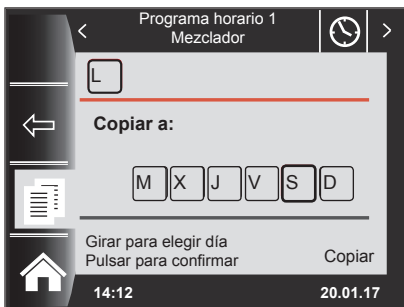 Programa horario 1
Mezclador
L
Copiar a:
M X J V S D
Girar para elegir día
Pulsar para confirmar
Copiar
14:12
20.01.17